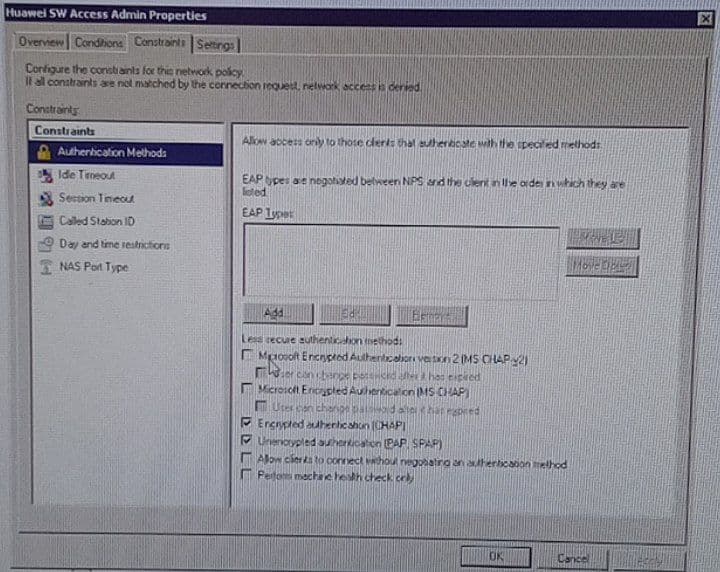 Huawei SW Access Admin Properties
Overview
Conditions
Constraints
Settings
Configure the constraints for this network policy.
If all constraints are not matched by the connection request, network access is denied.
Constraints:
Constraints
Authentication Methods
Idle Timeout
Session Timeout
Called Station ID
Day and time restrictions
NAS Port Type
Allow access only to those clients that authenticate with the specified methods.
EAP types are negotiated between NPS and the client in the order in which they are
listed.
EAP Types:
Move Up
Move Down
Add...
Edit...
Remove
Less secure authentication methods:
Microsoft Encrypted Authentication version 2 (MS-CHAP-v2)
User can change password after it has expired
Microsoft Encrypted Authentication (MS-CHAP)
User can change password after it has expired
Encrypted authentication (CHAP)
Unencrypted authentication (PAP, SPAP)
Allow clients to connect without negotiating an authentication method
Perform machine health check only
OK
Cancel
Apply